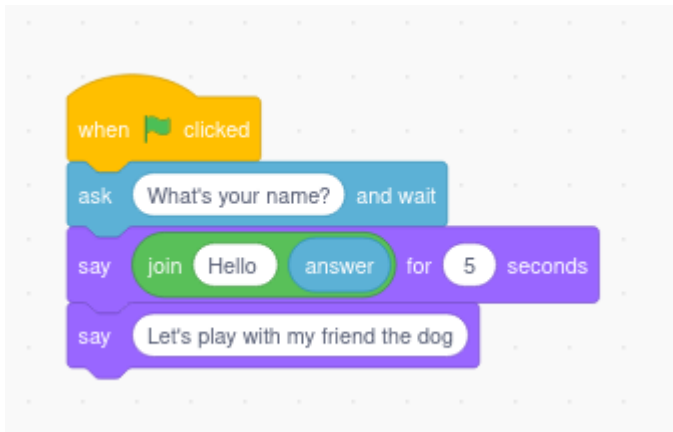 when clicked
ask What's your name? and wait
say join Hello answer for 5 seconds
say Let's play with my friend the dog